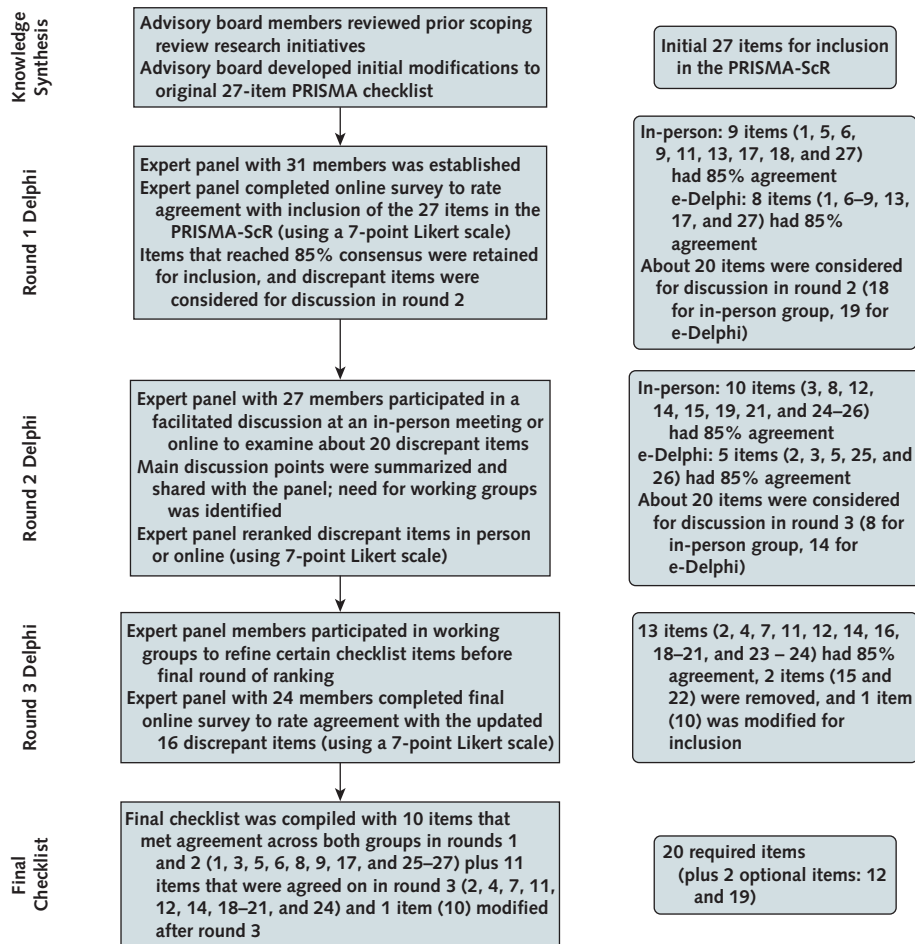 Knowledge
Synthesis
Advisory board members reviewed prior scoping
review research initiatives
Advisory board developed initial modifications to
original 27-item PRISMA checklist
Initial 27 items for inclusion
in the PRISMA-ScR
Round 1 Delphi
Expert panel with 31 members was established
Expert panel completed online survey to rate
agreement with inclusion of the 27 items in the
PRISMA-ScR (using a 7-point Likert scale)
Items that reached 85% consensus were retained
for inclusion, and discrepant items were
considered for discussion in round 2
In-person: 9 items (1, 5, 6,
9, 11, 13, 17, 18, and 27)
had 85% agreement
e-Delphi: 8 items (1, 6–9, 13,
17, and 27) had 85%
agreement
About 20 items were considered
for discussion in round 2 (18
for in-person group, 19 for
e-Delphi)
Round 2 Delphi
Expert panel with 27 members participated in a
facilitated discussion at an in-person meeting or
online to examine about 20 discrepant items
Main discussion points were summarized and
shared with the panel; need for working groups
was identified
Expert panel reranked discrepant items in person
or online (using 7-point Likert scale)
In-person: 10 items (3, 8, 12,
14, 15, 19, 21, and 24–26)
had 85% agreement
e-Delphi: 5 items (2, 3, 5, 25, and
26) had 85% agreement
About 20 items were considered
for discussion in round 3 (8 for
in-person group, 14 for
e-Delphi)
Round 3 Delphi
Expert panel members participated in working
groups to refine certain checklist items before
final round of ranking
Expert panel with 24 members completed final
online survey to rate agreement with the updated
16 discrepant items (using a 7-point Likert scale)
13 items (2, 4, 7, 11, 12, 14, 16,
18–21, and 23 – 24) had 85%
agreement, 2 items (15 and
22) were removed, and 1 item
(10) was modified for
inclusion
Final
Checklist
Final checklist was compiled with 10 items that
met agreement across both groups in rounds 1
and 2 (1, 3, 5, 6, 8, 9, 17, and 25–27) plus 11
items that were agreed on in round 3 (2, 4, 7, 11,
12, 14, 18–21, and 24) and 1 item (10) modified
after round 3
20 required items
(plus 2 optional items: 12
and 19)